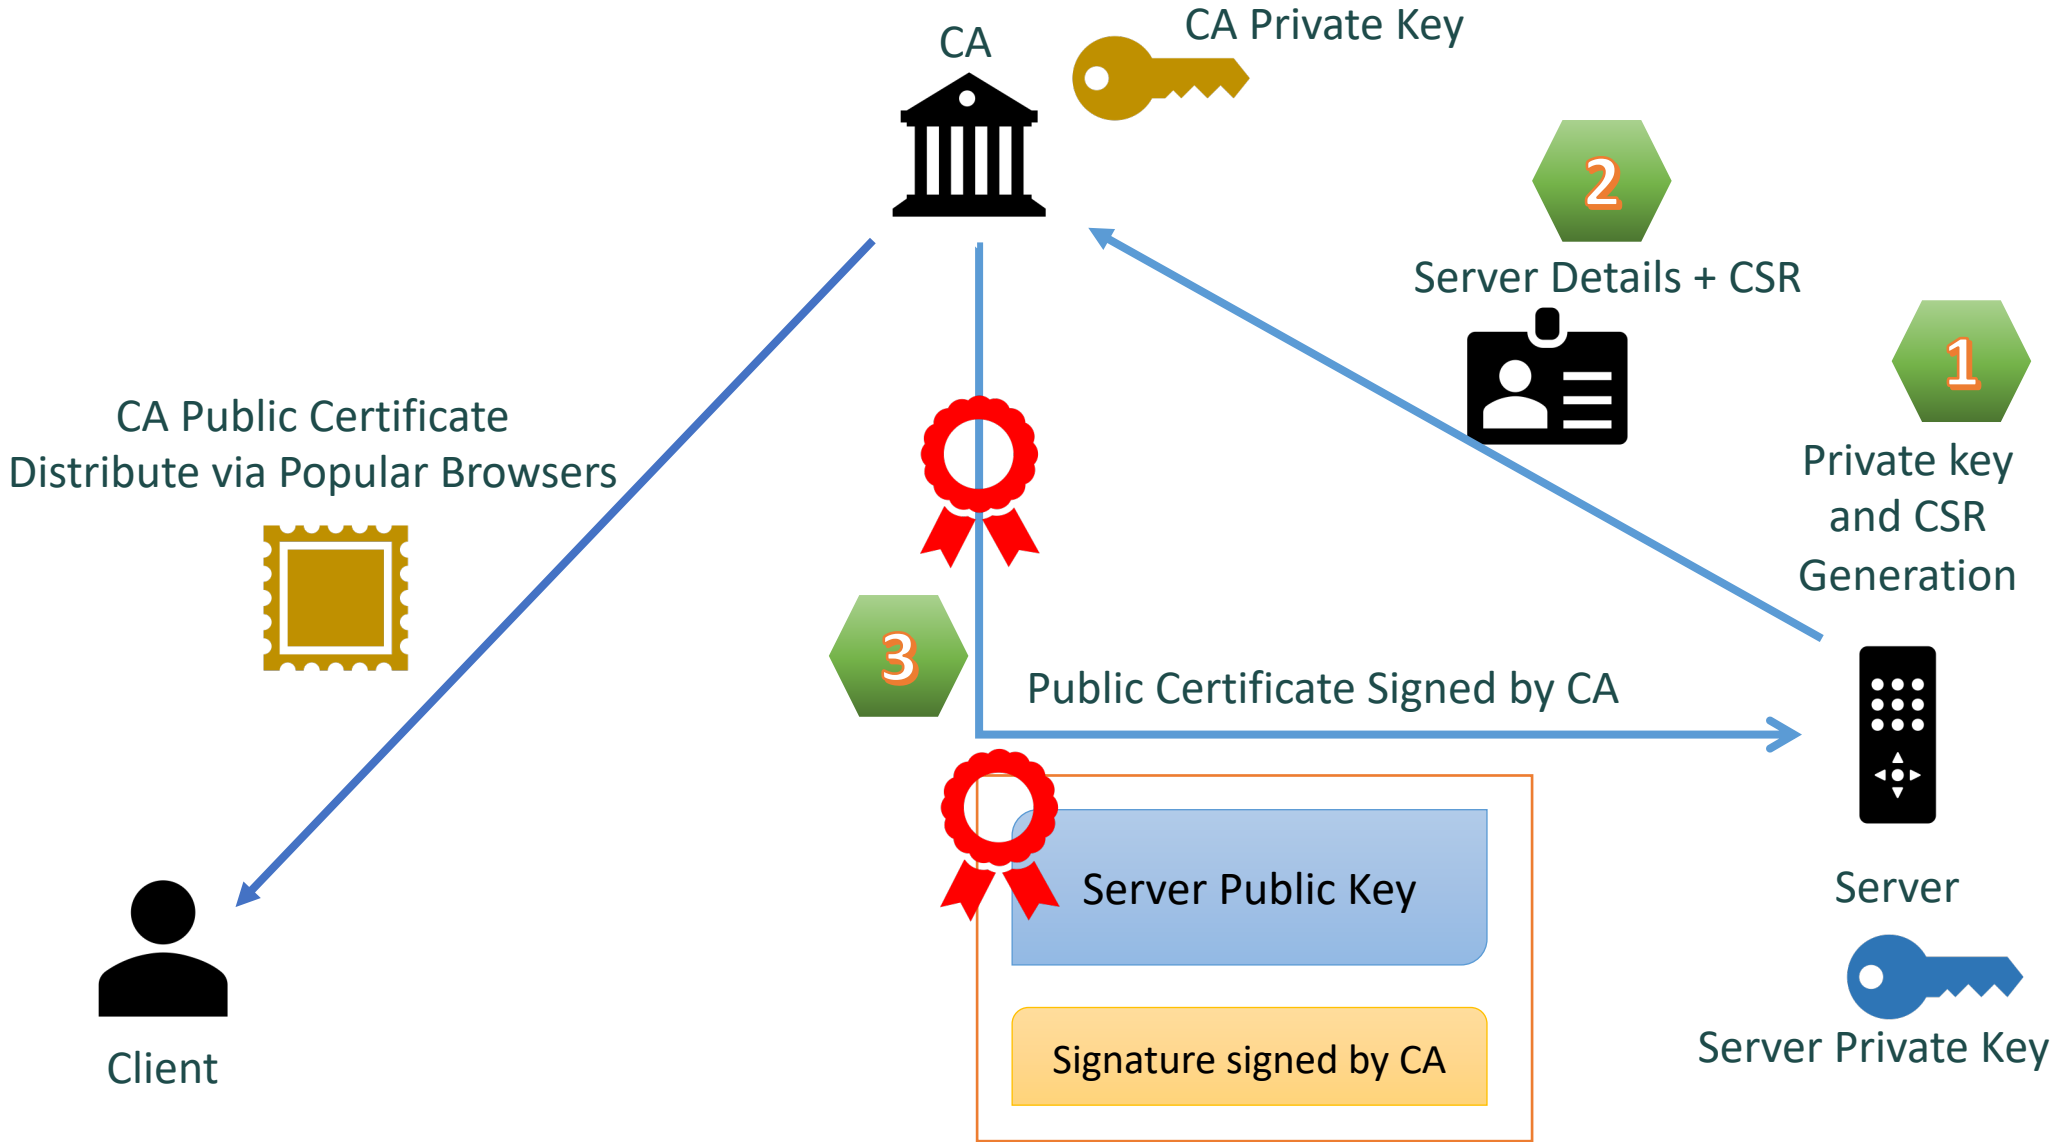 CA Private Key
CA
2
Server Details + CSR
1
Private key
and CSR
Generation
CA Public Certificate
Distribute via Popular Browsers
3
Public Certificate Signed by CA
Server Public Key
Signature signed by CA
Server
Server Private Key
Client